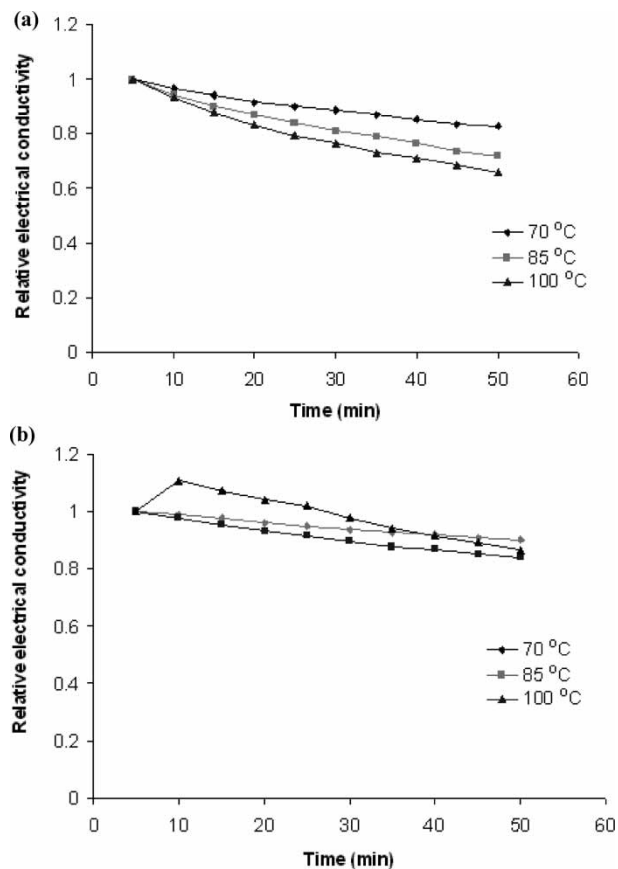 (a)
1.2
1
0.8
0.6
0.4
0.2
0
Relative electrical conductivity
70 °C
85 °C
100 °C
0 10 20 30 40 50 60
Time (min)
(b)
1.2
1
0.8
0.6
0.4
0.2
0
Relative electrical conductivity
70 °C
85 °C
100 °C
0 10 20 30 40 50 60
Time (min)